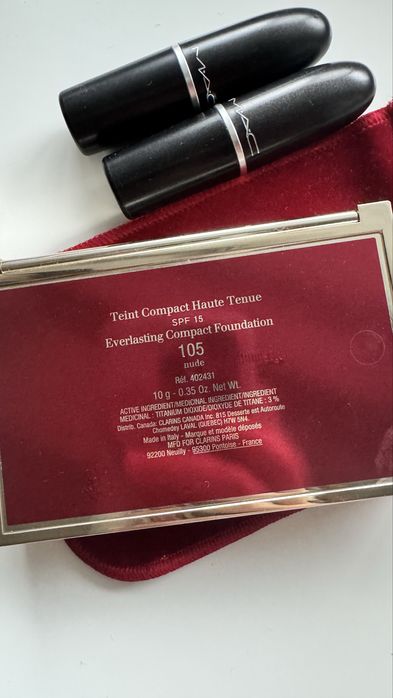 MAC
MAC
Teint Compact Haute Tenue
SPF 15
Everlasting Compact Foundation
105
nude
Réf. 402431
10 g - 0.35 Oz. Net Wt.
ACTIVE INGREDIENT/MEDICINAL INGREDIENT/INGREDIENT
MEDICINAL : TITANIUM DIOXIDE/DIOXYDE DE TITANE : 3 %
Distrib. Canada: CLARINS CANADA Inc. 815 Desserte est Autoroute
Chomedey LAVAL (QUEBEC) H7W 5N4.
Made in Italy - Marque et modèle déposés
MFD FOR CLARINS PARIS
92200 Neuilly - 95300 Pontoise - France